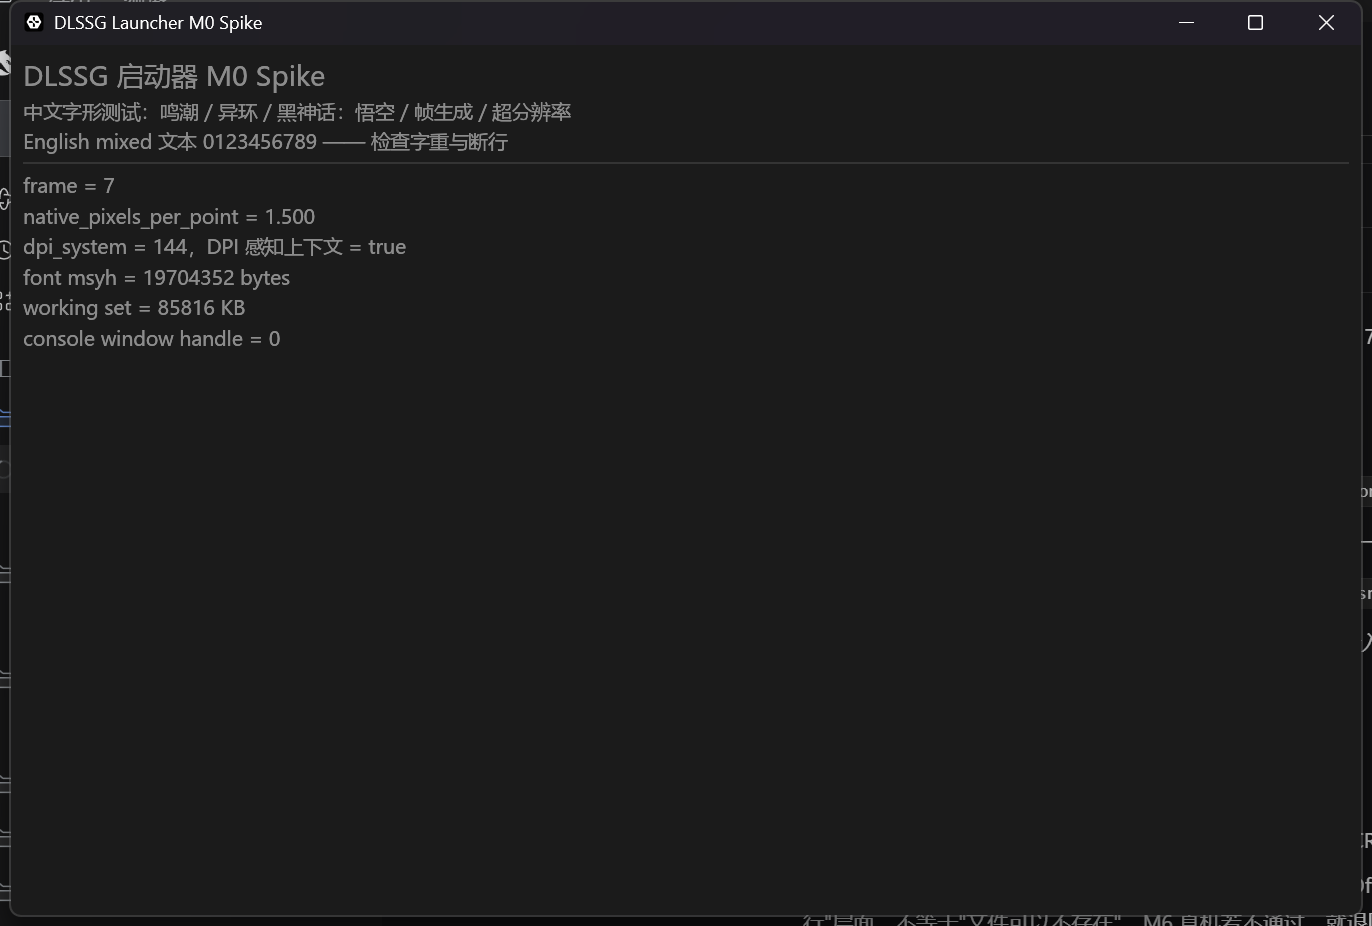 DLSSG Launcher M0 Spike
DLSSG 启动器 M0 Spike
中文字形测试：鸣潮 / 异环 / 黑神话：悟空 / 帧生成 / 超分辨率
English mixed 文本 0123456789 —— 检查字重与断行
frame = 7
native_pixels_per_point = 1.500
dpi_system = 144，DPI 感知上下文 = true
font msyh = 19704352 bytes
working set = 85816 KB
console window handle = 0